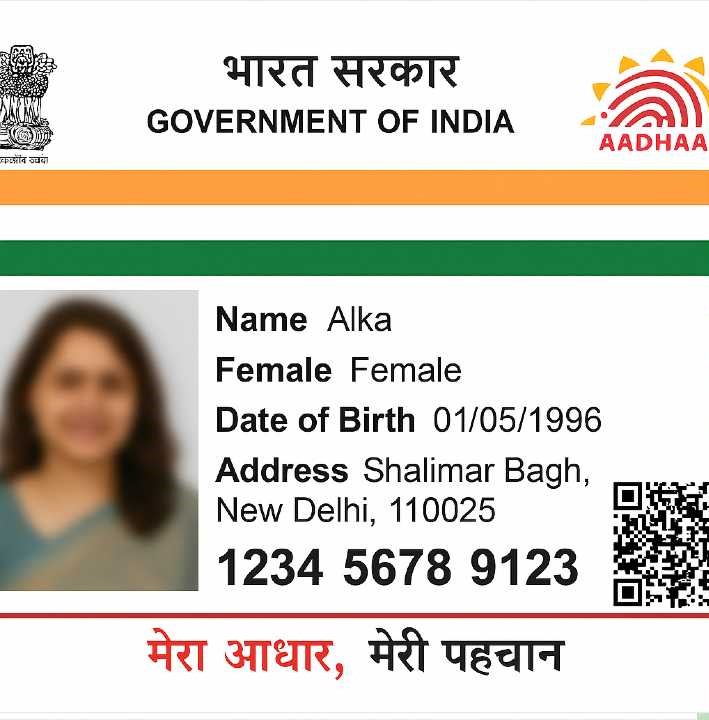 भारत सरकार
GOVERNMENT OF INDIA
AADHAA
Name Alka
Female Female
Date of Birth 01/05/1996
Address Shalimar Bagh,
New Delhi, 110025
1234 5678 9123
मेरा आधार, मेरी पहचान